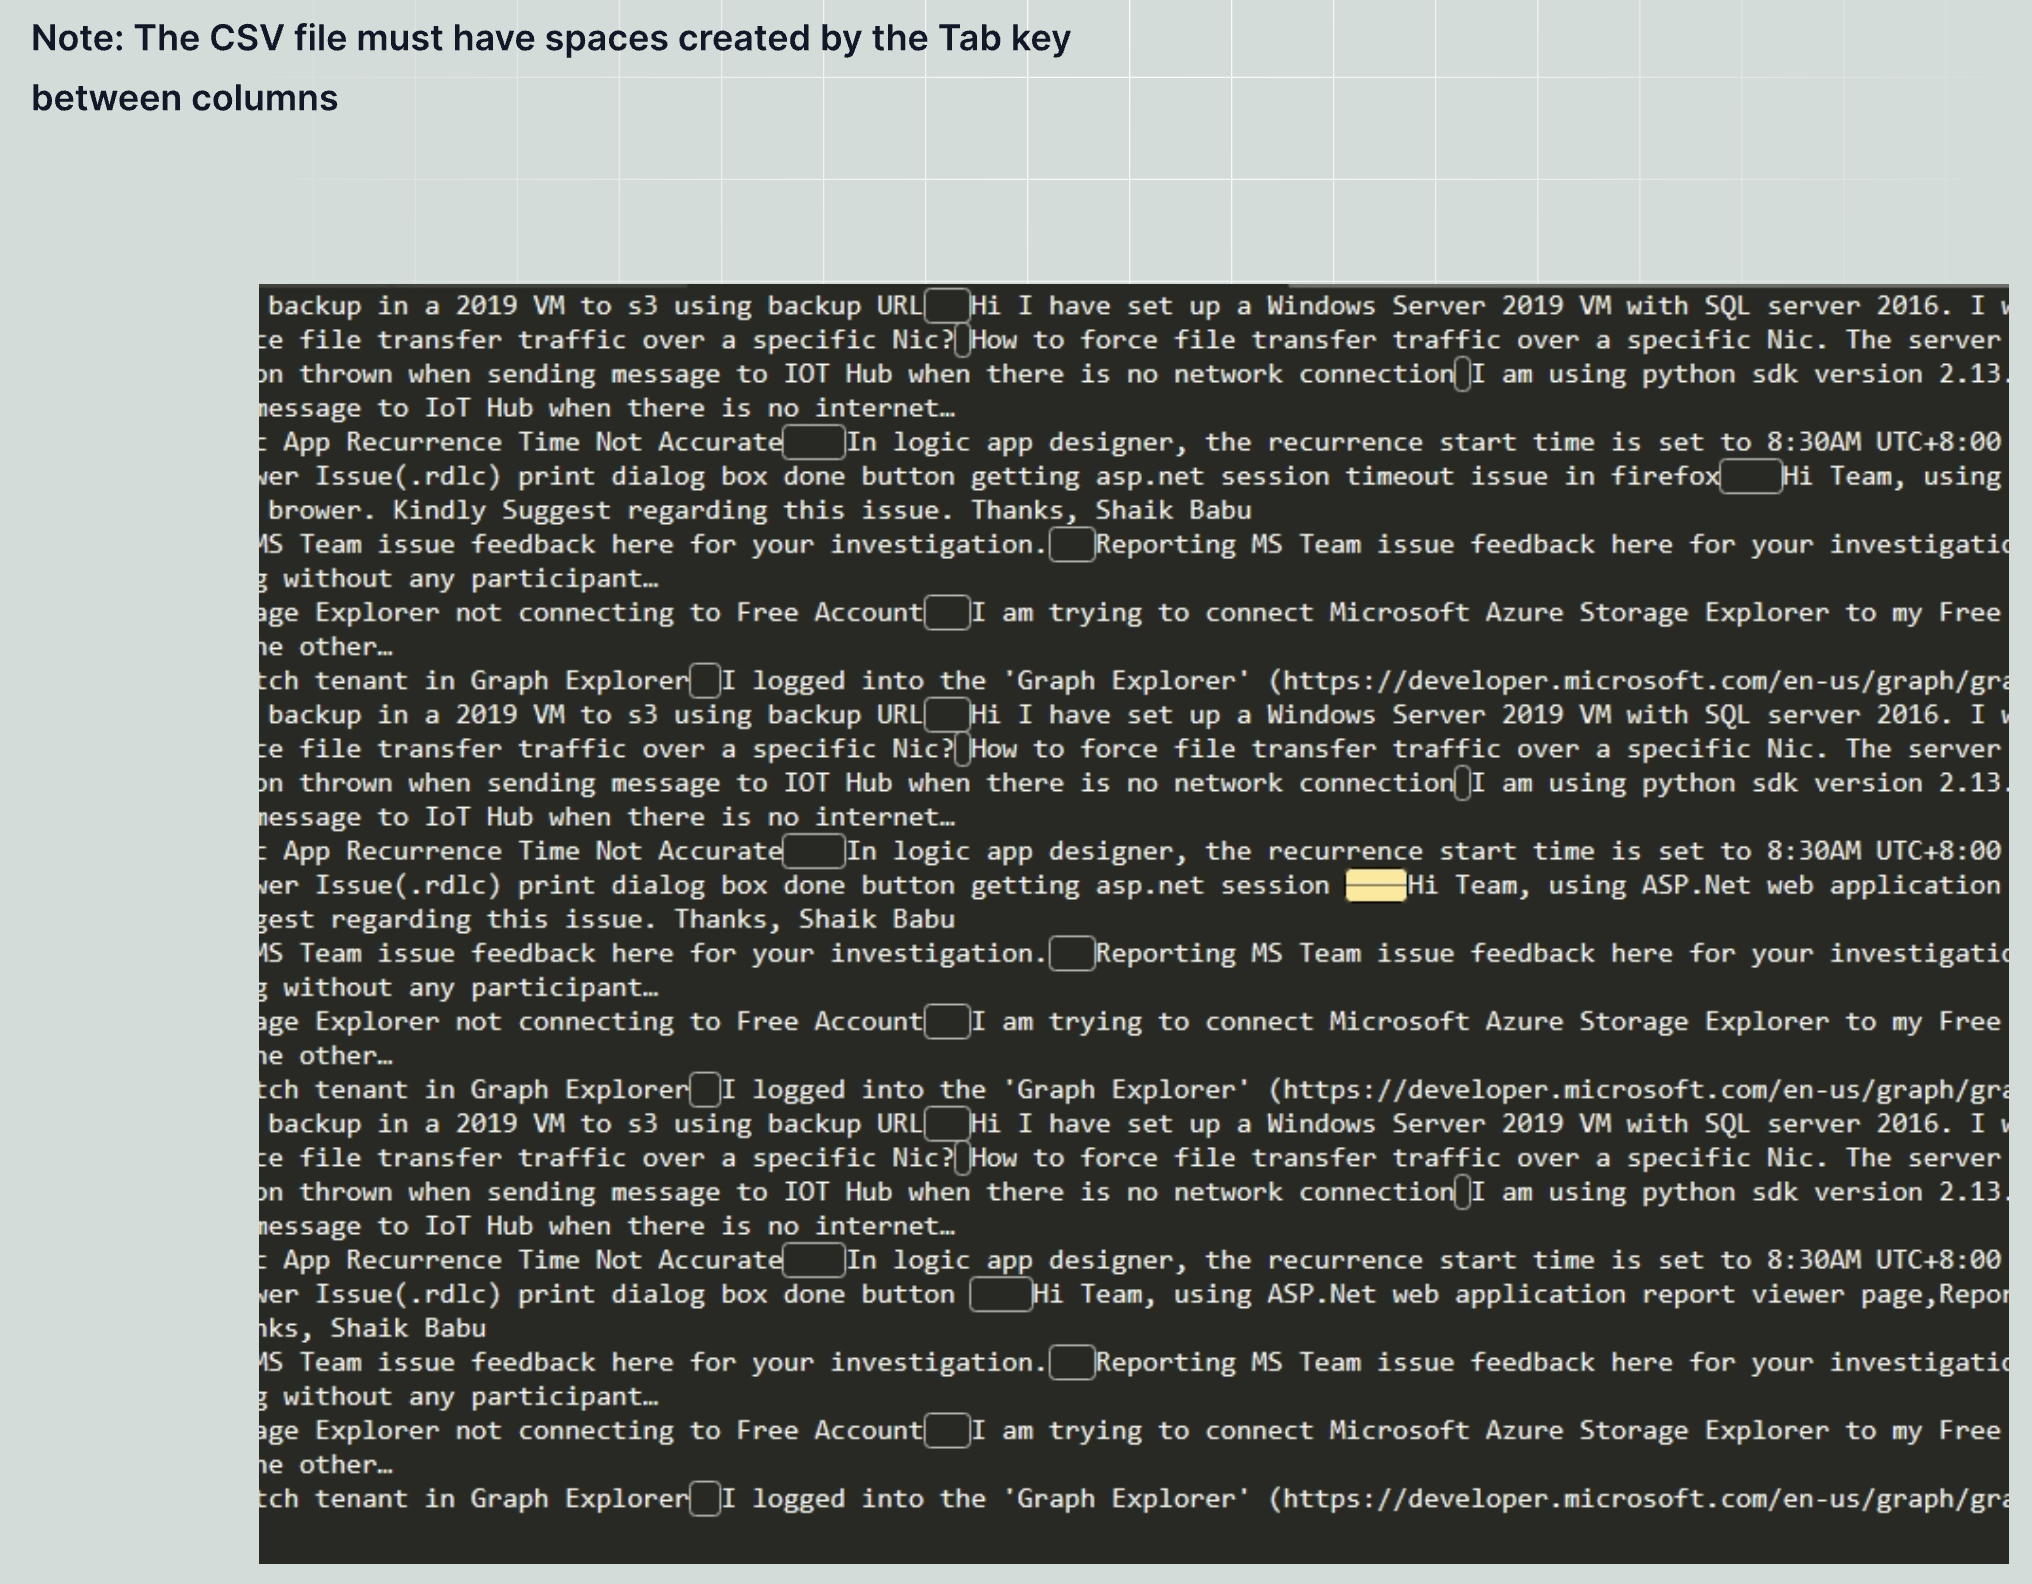 Note: The CSV file must have spaces created by the Tab key
between columns
backup in a 2019 VM to s3 using backup URL Hi I have set up a Windows Server 2019 VM with SQL server 2016. I
file transfer traffic over a specific Nic? How to force file transfer traffic over a specific Nic. The server
thrown when sending message to IOT Hub when there is no network connection I am using python sdk version 2.13.
message to IoT Hub when there is no internet…
App Recurrence Time Not Accurate In logic app designer, the recurrence start time is set to 8:30AM UTC+8:00
Issue(.rdlc) print dialog box done button getting asp.net session timeout issue in firefox Hi Team, using
brower. Kindly Suggest regarding this issue. Thanks, Shaik Babu
MS Team issue feedback here for your investigation. Reporting MS Team issue feedback here for your
without any participant…
Explorer not connecting to Free Account I am trying to connect Microsoft Azure Storage Explorer to my Free
other…
tenant in Graph Explorer I logged into the 'Graph Explorer' (https://developer.microsoft.com/en-us/graph/gra
backup in a 2019 VM to s3 using backup URL Hi I have set up a Windows Server 2019 VM with SQL server 2016. I
file transfer traffic over a specific Nic? How to force file transfer traffic over a specific Nic. The server
thrown when sending message to IOT Hub when there is no network connection I am using python sdk version 2.13.
message to IoT Hub when there is no internet…
App Recurrence Time Not Accurate In logic app designer, the recurrence start time is set to 8:30AM UTC+8:00
Issue(.rdlc) print dialog box done button getting asp.net session Hi Team, using ASP.Net web application
gest regarding this issue. Thanks, Shaik Babu
MS Team issue feedback here for your investigation. Reporting MS Team issue feedback here for your
without any participant…
Explorer not connecting to Free Account I am trying to connect Microsoft Azure Storage Explorer to my Free
other…
tenant in Graph Explorer I logged into the 'Graph Explorer' (https://developer.microsoft.com/en-us/graph/gra
backup in a 2019 VM to s3 using backup URL Hi I have set up a Windows Server 2019 VM with SQL server 2016. I
file transfer traffic over a specific Nic? How to force file transfer traffic over a specific Nic. The server
thrown when sending message to IOT Hub when there is no network connection I am using python sdk version 2.13.
message to IoT Hub when there is no internet…
App Recurrence Time Not Accurate In logic app designer, the recurrence start time is set to 8:30AM UTC+8:00
Issue(.rdlc) print dialog box done button Hi Team, using ASP.Net web application report viewer page,Repor
nks, Shaik Babu
MS Team issue feedback here for your investigation. Reporting MS Team issue feedback here for your
without any participant…
Explorer not connecting to Free Account I am trying to connect Microsoft Azure Storage Explorer to my Free
other…
tenant in Graph Explorer I logged into the 'Graph Explorer' (https://developer.microsoft.com/en-us/graph/gra